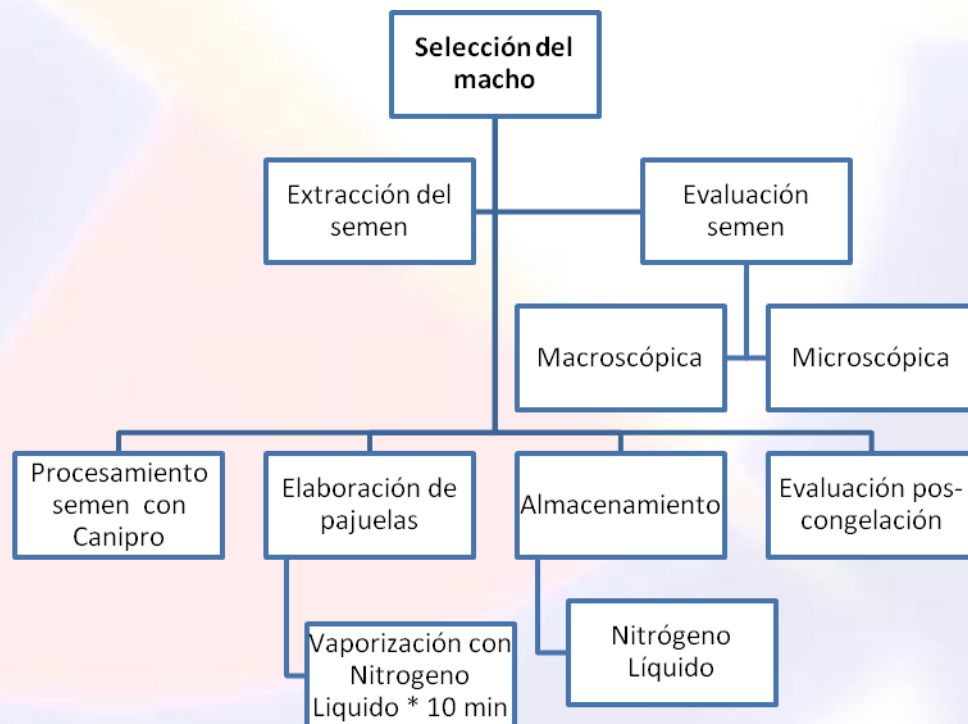 Selección del
macho
Extracción del
semen
Evaluación
semen
Macroscópica
Microscópica
Procesamiento
semen con
Canipro
Elaboración de
pajuelas
Almacenamiento
Evaluación pos-
congelación
Vaporización con
Nitrogeno
Liquido * 10 min
Nitrógeno
Líquido